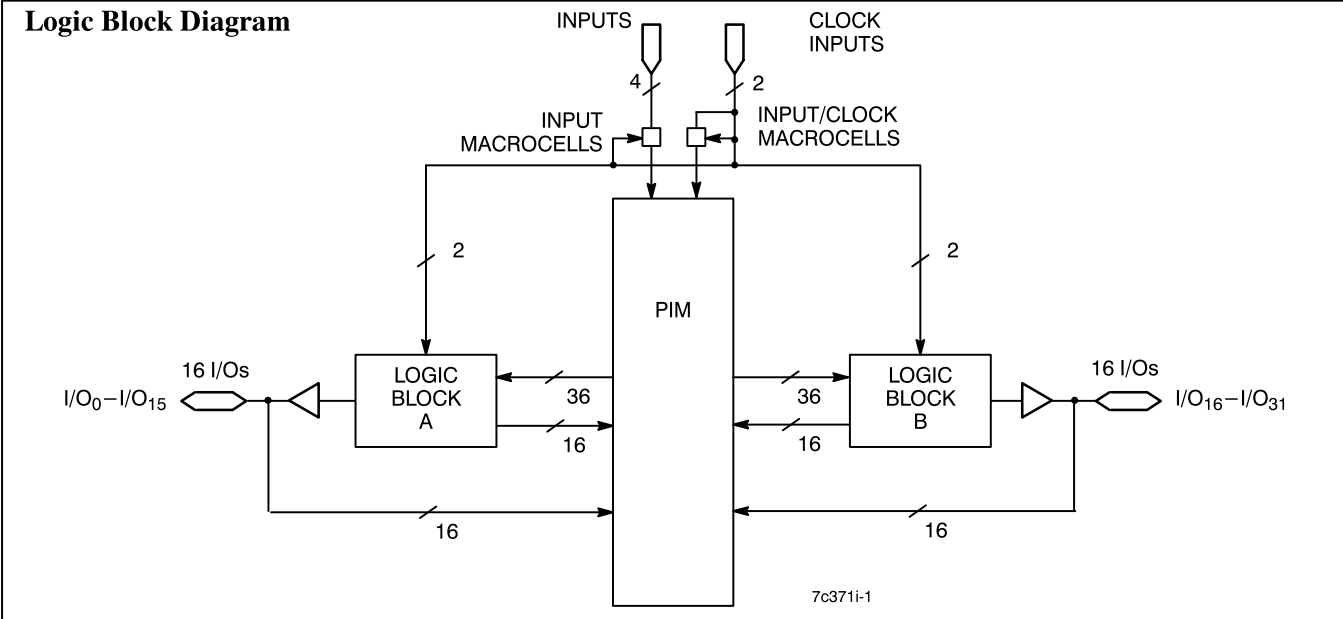 Logic Block Diagram
INPUTS
CLOCK
INPUTS
4
2
INPUT
MACROCELLS
INPUT/CLOCK
MACROCELLS
2
2
PIM
16 I/Os
I/O0–I/O15
LOGIC
BLOCK
A
36
16
36
16
LOGIC
BLOCK
B
16 I/Os
I/O16–I/O31
16
16
7c371i-1